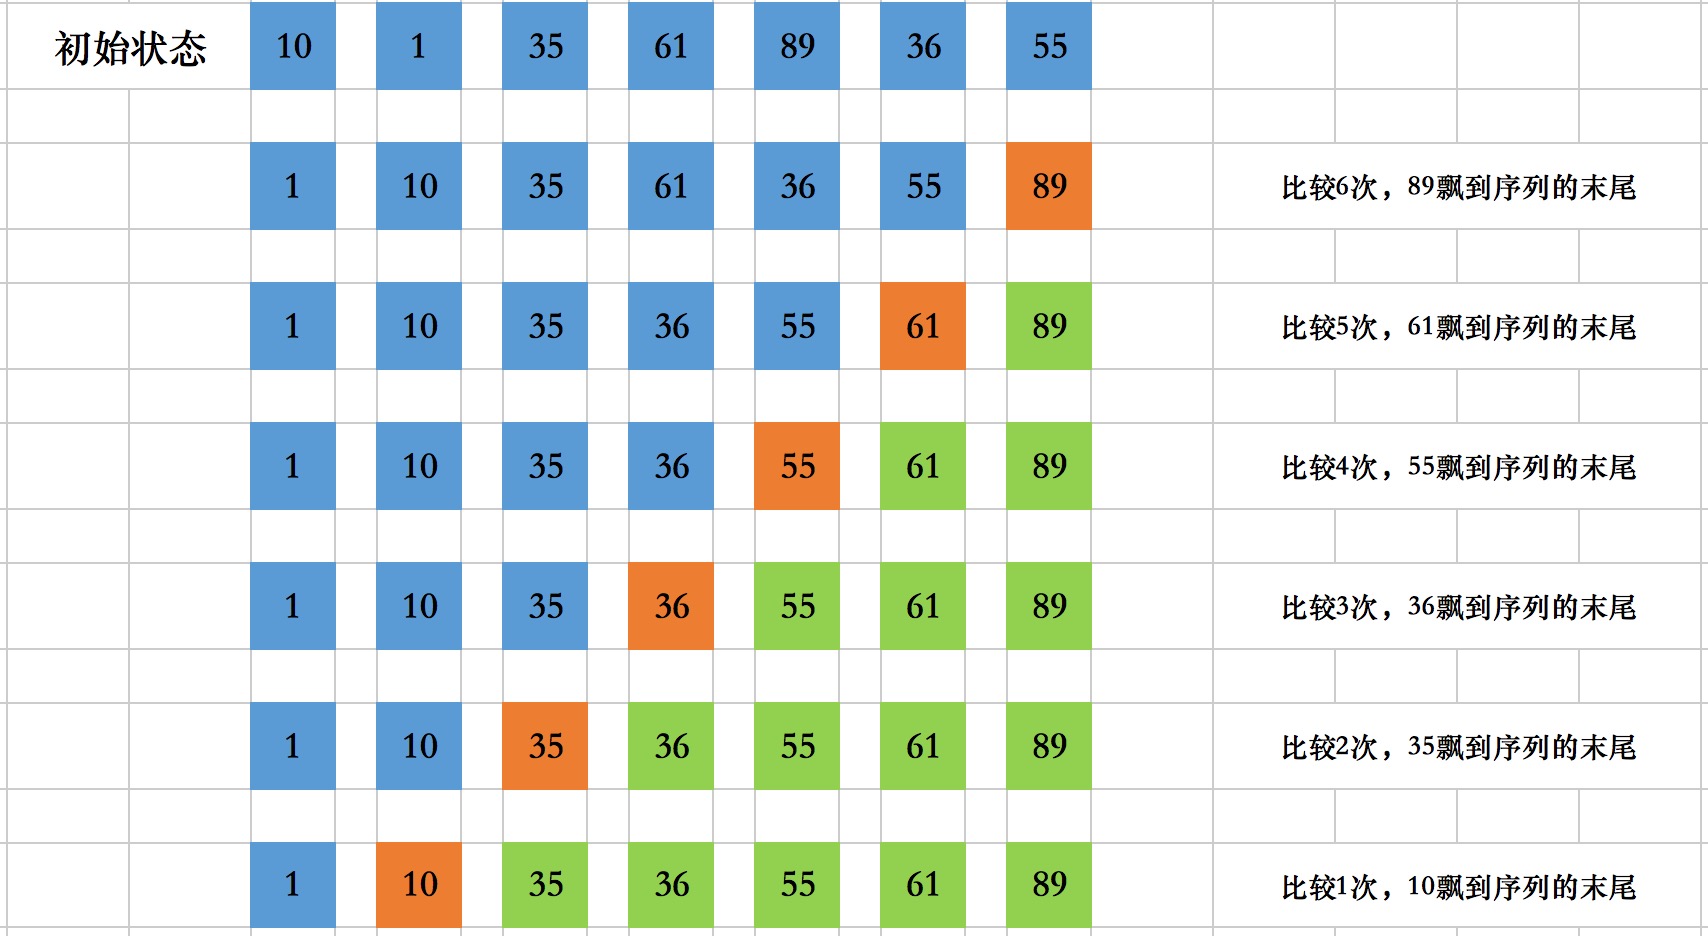 初始状态 10 1 35 61 89 36 55
1 10 35 61 36 55 89 比较6次，89飘到序列的末尾
1 10 35 36 55 61 89 比较5次，61飘到序列的末尾
1 10 35 36 55 61 89 比较4次，55飘到序列的末尾
1 10 35 36 55 61 89 比较3次，36飘到序列的末尾
1 10 35 36 55 61 89 比较2次，35飘到序列的末尾
1 10 35 36 55 61 89 比较1次，10飘到序列的末尾